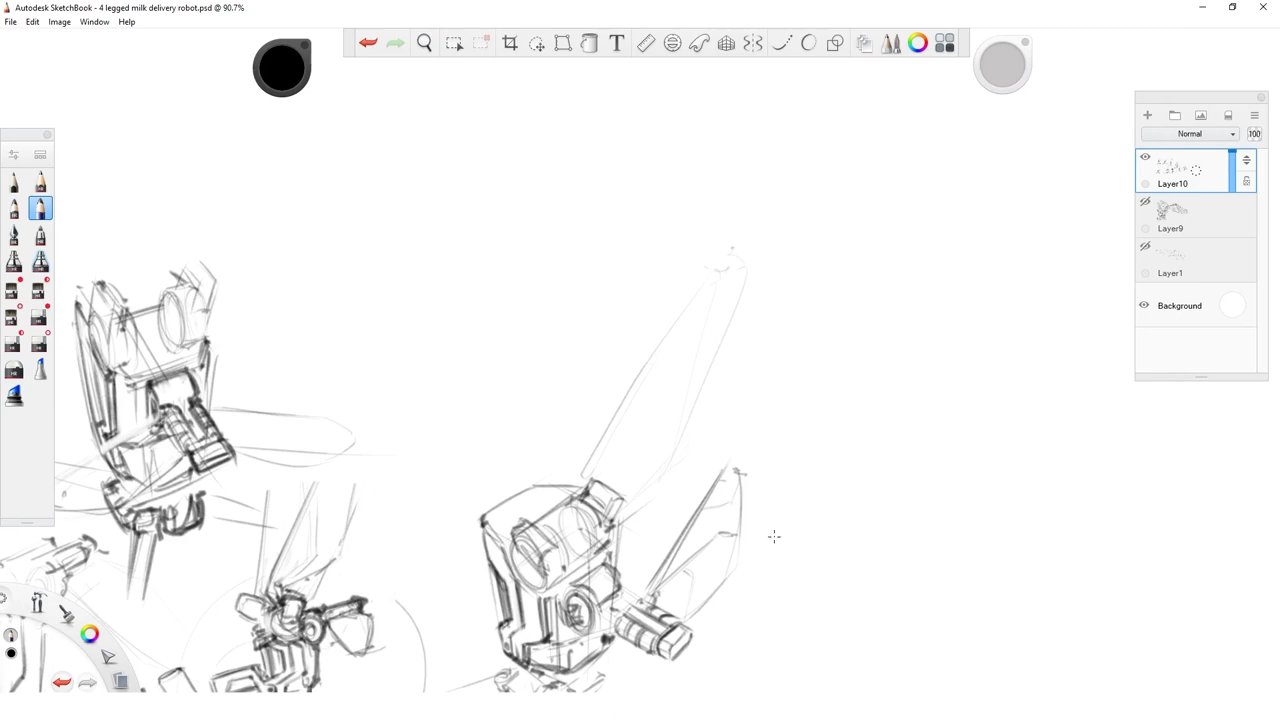 Autodesk SketchBook - 4 legged milk delivery robot.psd @ 90.7%
File Edit Image Window Help
Normal
100
Layer10
Layer9
Layer1
Background